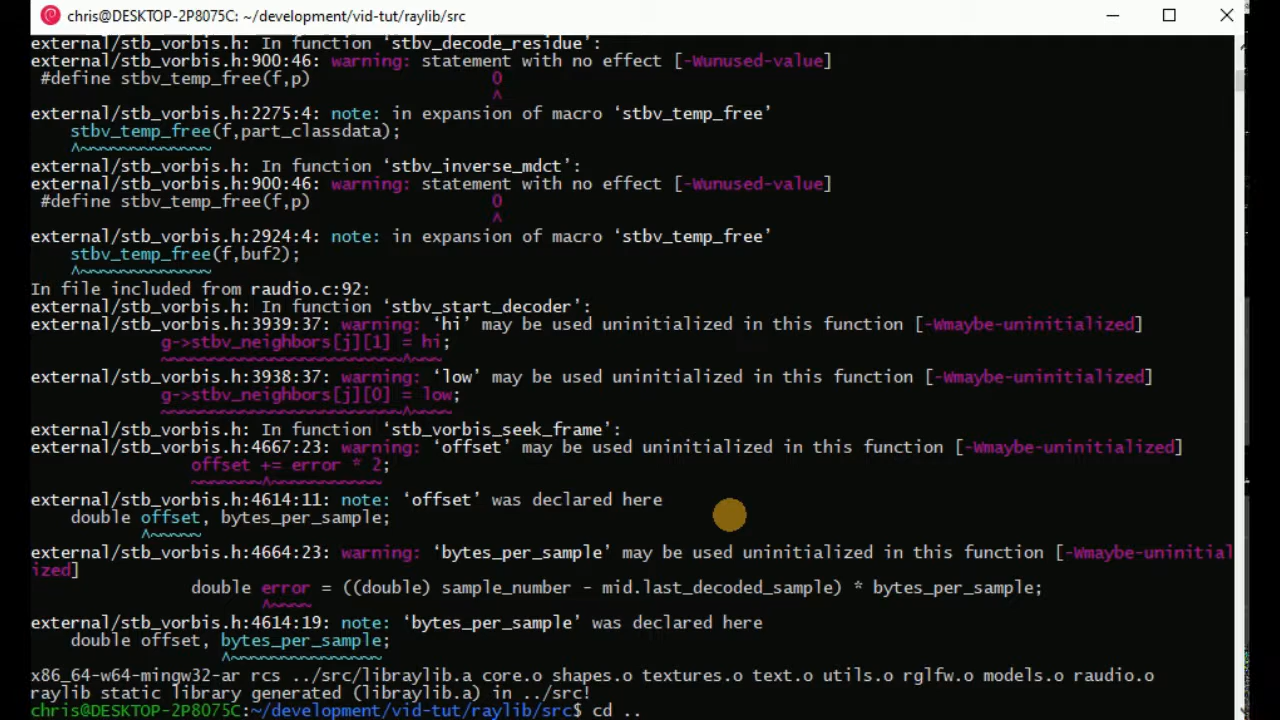 chris@DESKTOP-2P8075C: ~/development/vid-tut/raylib/src
external/stb_vorbis.h: In function ‘stbv_decode_residue’:
external/stb_vorbis.h:900:46: warning: statement with no effect [-Wunused-value]
 #define stbv_temp_free(f,p)                  0
                                              ^
external/stb_vorbis.h:2275:4: note: in expansion of macro ‘stbv_temp_free’
    stbv_temp_free(f,part_classdata);
    ^~~~~~~~~~~~~~
external/stb_vorbis.h: In function ‘stbv_inverse_mdct’:
external/stb_vorbis.h:900:46: warning: statement with no effect [-Wunused-value]
 #define stbv_temp_free(f,p)                  0
                                              ^
external/stb_vorbis.h:2924:4: note: in expansion of macro ‘stbv_temp_free’
    stbv_temp_free(f,buf2);
    ^~~~~~~~~~~~~~
In file included from raudio.c:92:
external/stb_vorbis.h: In function ‘stbv_start_decoder’:
external/stb_vorbis.h:3939:37: warning: ‘hi’ may be used uninitialized in this function [-Wmaybe-uninitialized]
             g->stbv_neighbors[j][1] = hi;
             ~~~~~~~~~~~~~~~~~~~~~~~~^~~~
external/stb_vorbis.h:3938:37: warning: ‘low’ may be used uninitialized in this function [-Wmaybe-uninitialized]
             g->stbv_neighbors[j][0] = low;
             ~~~~~~~~~~~~~~~~~~~~~~~~^~~~~
external/stb_vorbis.h: In function ‘stb_vorbis_seek_frame’:
external/stb_vorbis.h:4667:23: warning: ‘offset’ may be used uninitialized in this function [-Wmaybe-uninitialized]
                offset += error * 2;
                ~~~~~~~^~~~~~~~~~~~
external/stb_vorbis.h:4614:11: note: ‘offset’ was declared here
    double offset, bytes_per_sample;
           ^~~~~~
external/stb_vorbis.h:4664:23: warning: ‘bytes_per_sample’ may be used uninitialized in this function [-Wmaybe-uninitial
ized]
                double error = ((double) sample_number - mid.last_decoded_sample) * bytes_per_sample;
                       ^~~~~
external/stb_vorbis.h:4614:19: note: ‘bytes_per_sample’ was declared here
    double offset, bytes_per_sample;
                   ^~~~~~~~~~~~~~~~
x86_64-w64-mingw32-ar rcs ../src/libraylib.a core.o shapes.o textures.o text.o utils.o rglfw.o models.o raudio.o
raylib static library generated (libraylib.a) in ../src!
chris@DESKTOP-2P8075C:~/development/vid-tut/raylib/src$ cd ..